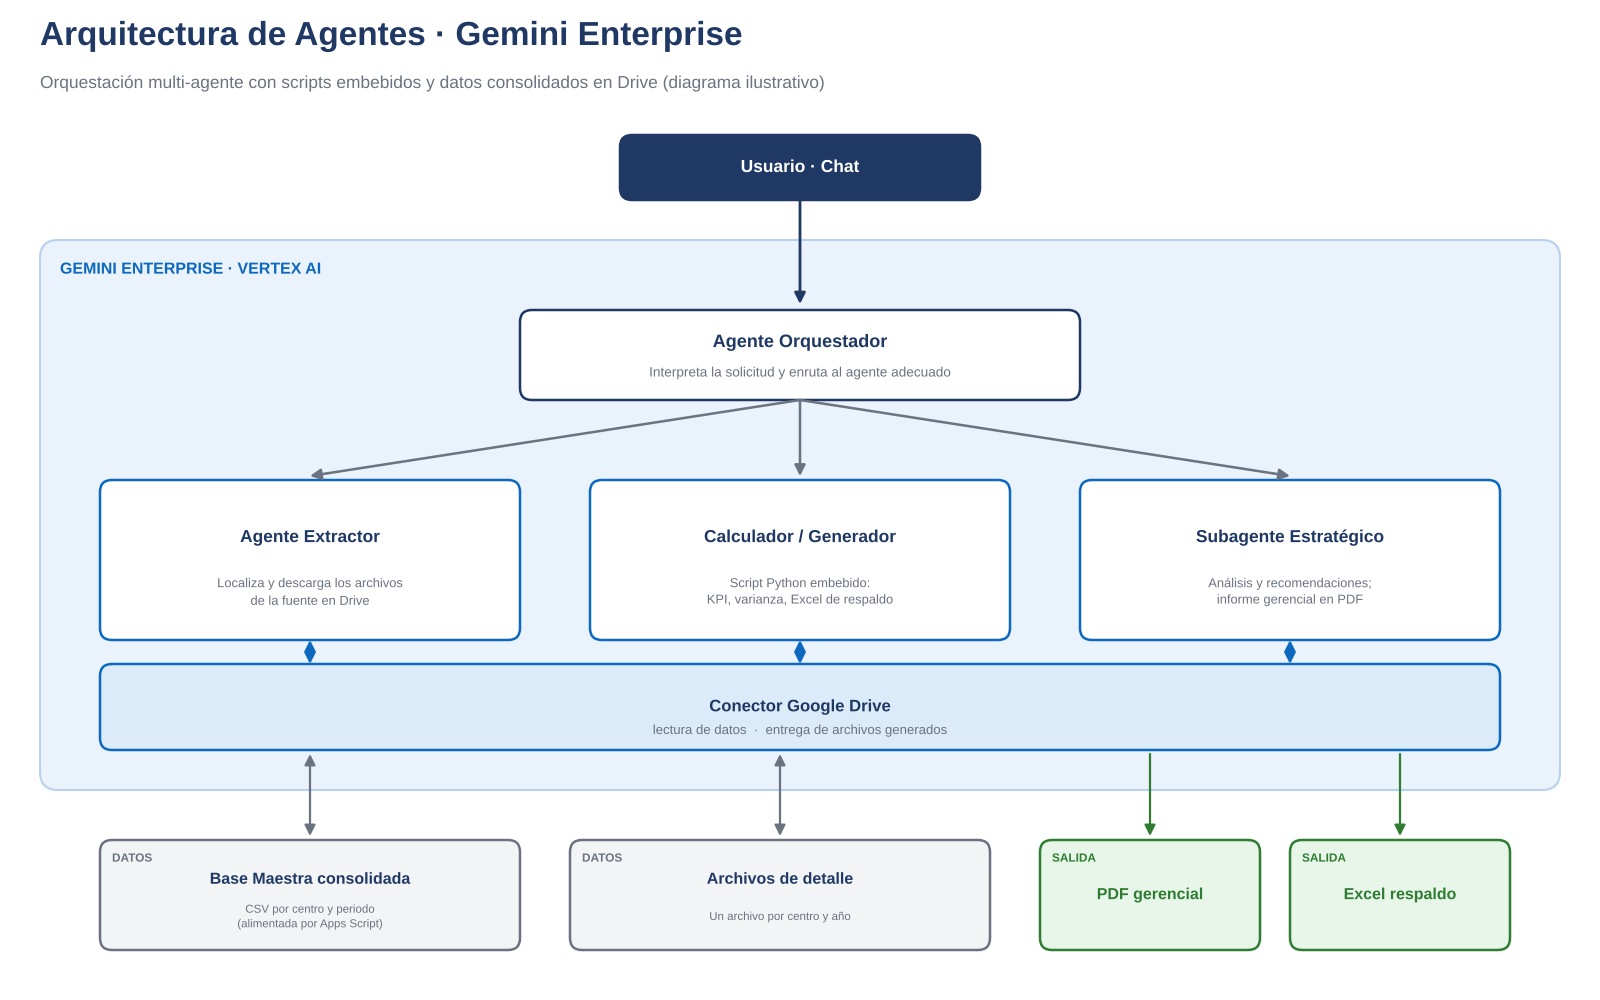 Arquitectura de Agentes · Gemini Enterprise
Orquestación multi-agente con scripts embebidos y datos consolidados en Drive (diagrama ilustrativo)
Usuario · Chat
GEMINI ENTERPRISE · VERTEX AI
Agente Orquestador
Interpreta la solicitud y enruta al agente adecuado
Agente Extractor
Localiza y descarga los archivos
de la fuente en Drive
Calculador / Generador
Script Python embebido:
KPI, varianza, Excel de respaldo
Subagente Estratégico
Análisis y recomendaciones;
informe gerencial en PDF
Conector Google Drive
lectura de datos · entrega de archivos generados
DATOS
Base Maestra consolidada
CSV por centro y periodo
(alimentada por Apps Script)
DATOS
Archivos de detalle
Un archivo por centro y año
SALIDA
PDF gerencial
SALIDA
Excel respaldo